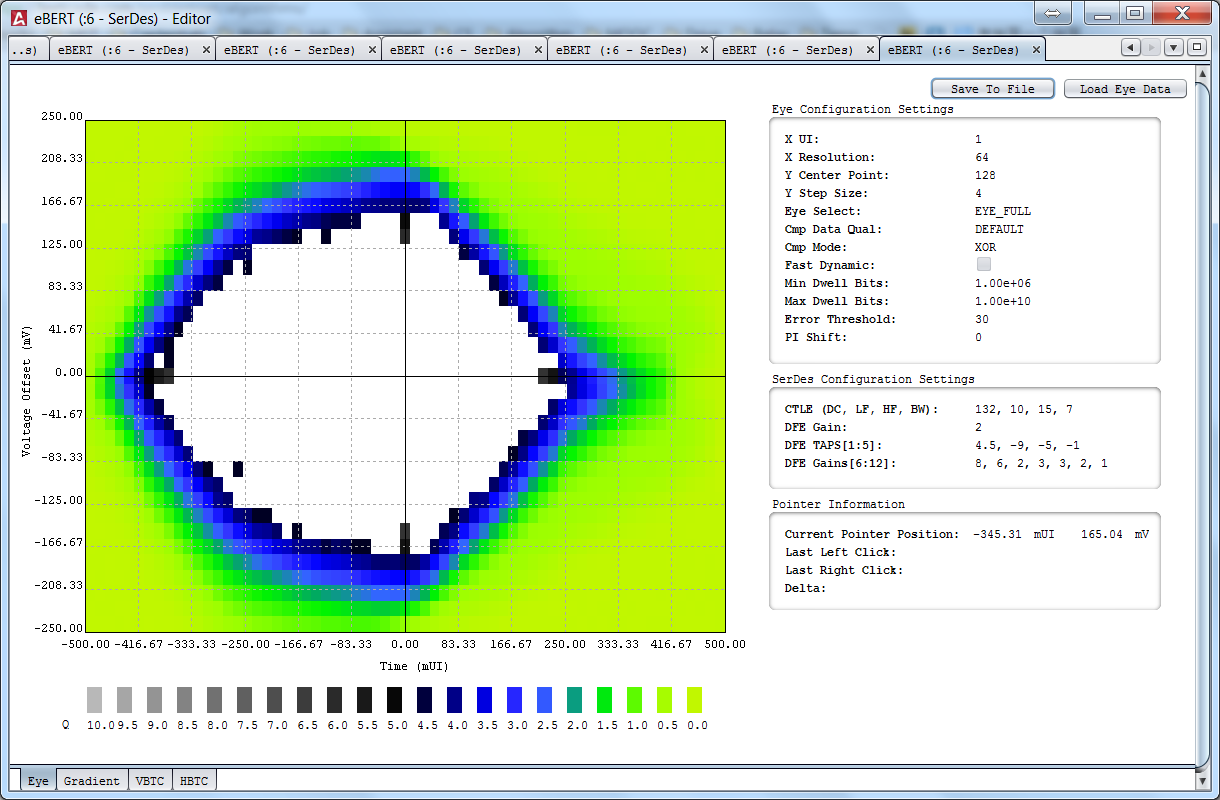 eBERT (:6 - SerDes) - Editor
..s) eBERT (:6 - SerDes) eBERT (:6 - SerDes) eBERT (:6 - SerDes) eBERT (:6 - SerDes) eBERT (:6 - SerDes) eBERT (:6 - SerDes)
Save To File Load Eye Data
Eye Configuration Settings
X UI: 1
X Resolution: 64
Y Center Point: 128
Y Step Size: 4
Eye Select: EYE_FULL
Cmp Data Qual: DEFAULT
Cmp Mode: XOR
Fast Dynamic:
Min Dwell Bits: 1.00e+06
Max Dwell Bits: 1.00e+10
Error Threshold: 30
PI Shift: 0
SerDes Configuration Settings
CTLE (DC, LF, HF, BW): 132, 10, 15, 7
DFE Gain: 2
DFE TAPS[1:5]: 4.5, -9, -5, -1
DFE Gains[6:12]: 8, 6, 2, 3, 3, 2, 1
Pointer Information
Current Pointer Position: -345.31 mUI 165.04 mV
Last Left Click:
Last Right Click:
Delta:
Voltage Offset (mV)
250.00
208.33
166.67
125.00
83.33
41.67
0.00
-41.67
-83.33
-125.00
-166.67
-208.33
-250.00
-500.00 -416.67 -333.33 -250.00 -166.67 -83.33 0.00 83.33 166.67 250.00 333.33 416.67 500.00
Time (mUI)
Q 10.0 9.5 9.0 8.5 8.0 7.5 7.0 6.5 6.0 5.5 5.0 4.5 4.0 3.5 3.0 2.5 2.0 1.5 1.0 0.5 0.0
Eye Gradient VBTC HBTC